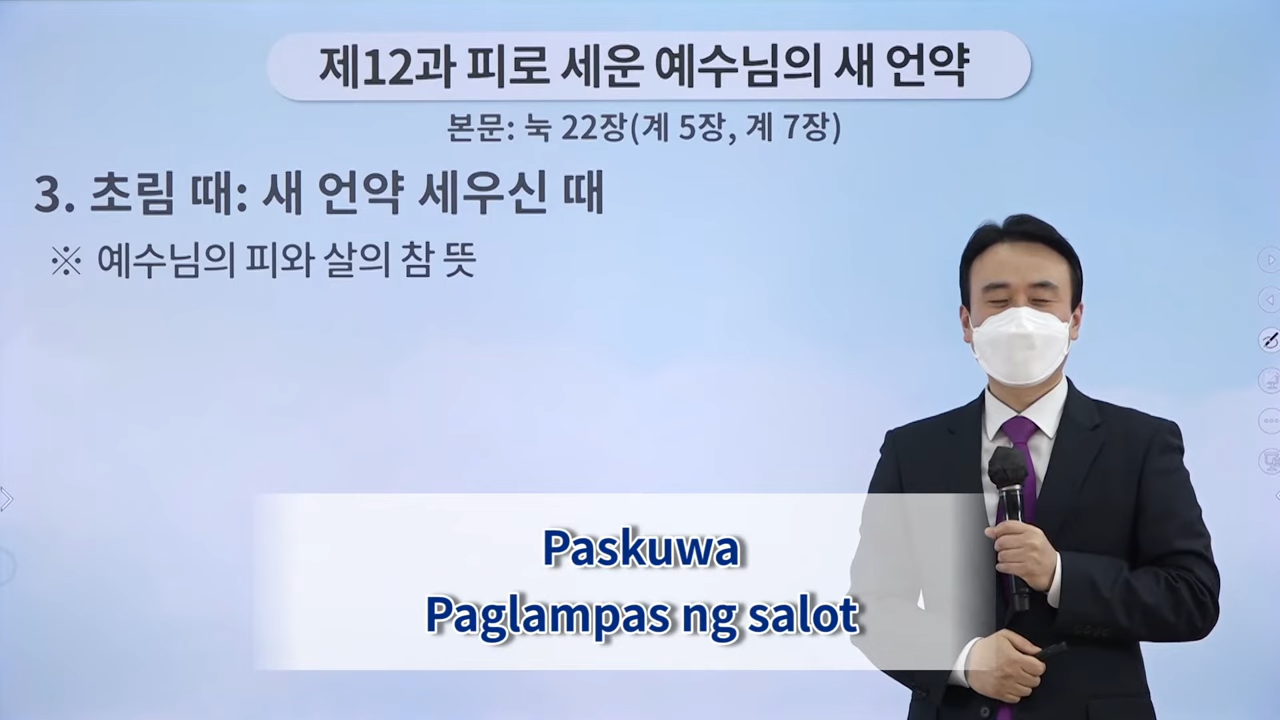 제12과 피로 세운 예수님의 새 언약
본문: 눅 22장(계 5장, 계 7장)
3. 초림 때: 새 언약 세우신 때
※ 예수님의 피와 살의 참 뜻
Paskuwa
Paglampas ng salot